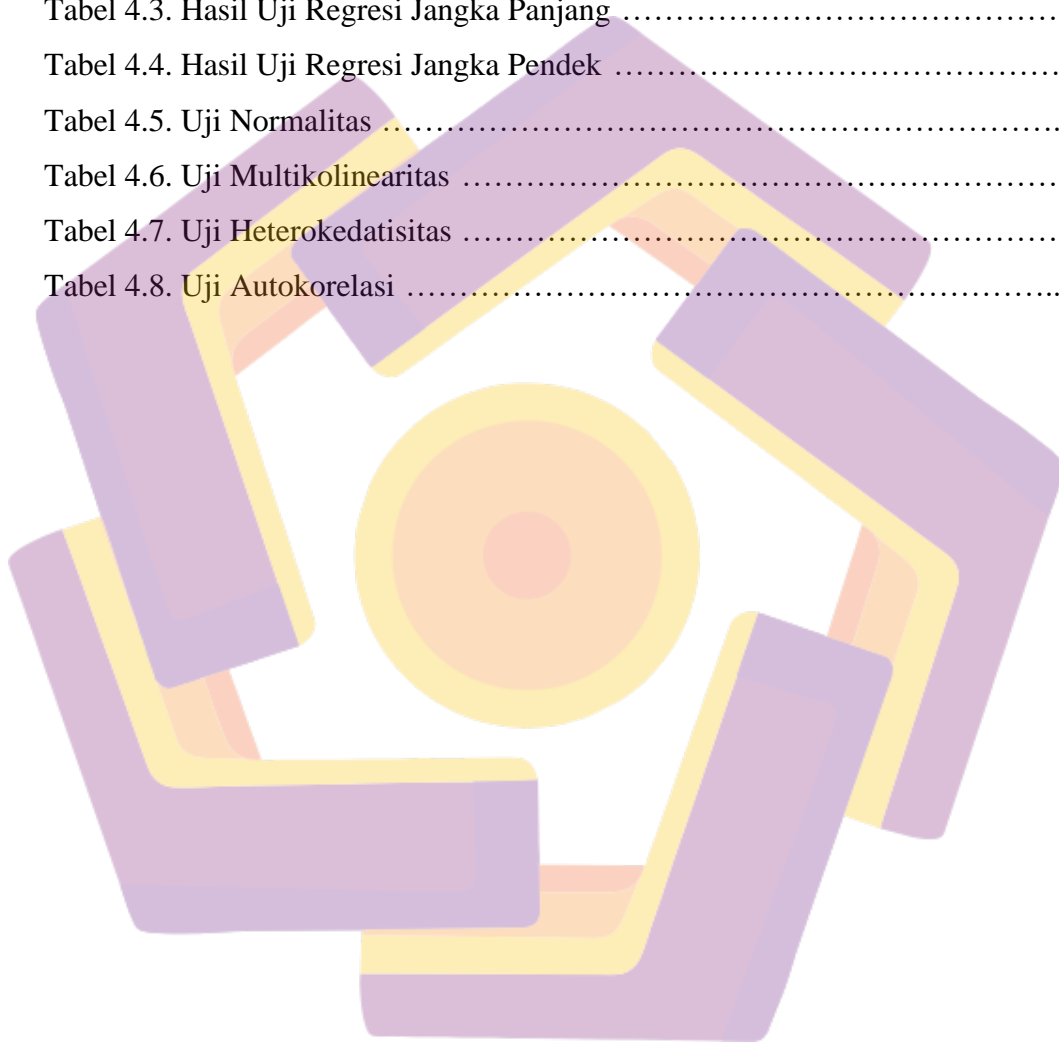 Tabel 4.3. Hasil Uji Regresi Jangka Panjang ……………………………………
Tabel 4.4. Hasil Uji Regresi Jangka Pendek ……………………………………
Tabel 4.5. Uji Normalitas …………………………………………………………..
Tabel 4.6. Uji Multikolinearitas …………………………………………………
Tabel 4.7. Uji Heterokedatisitas …………………………………………………
Tabel 4.8. Uji Autokorelasi ………………………………………………………..